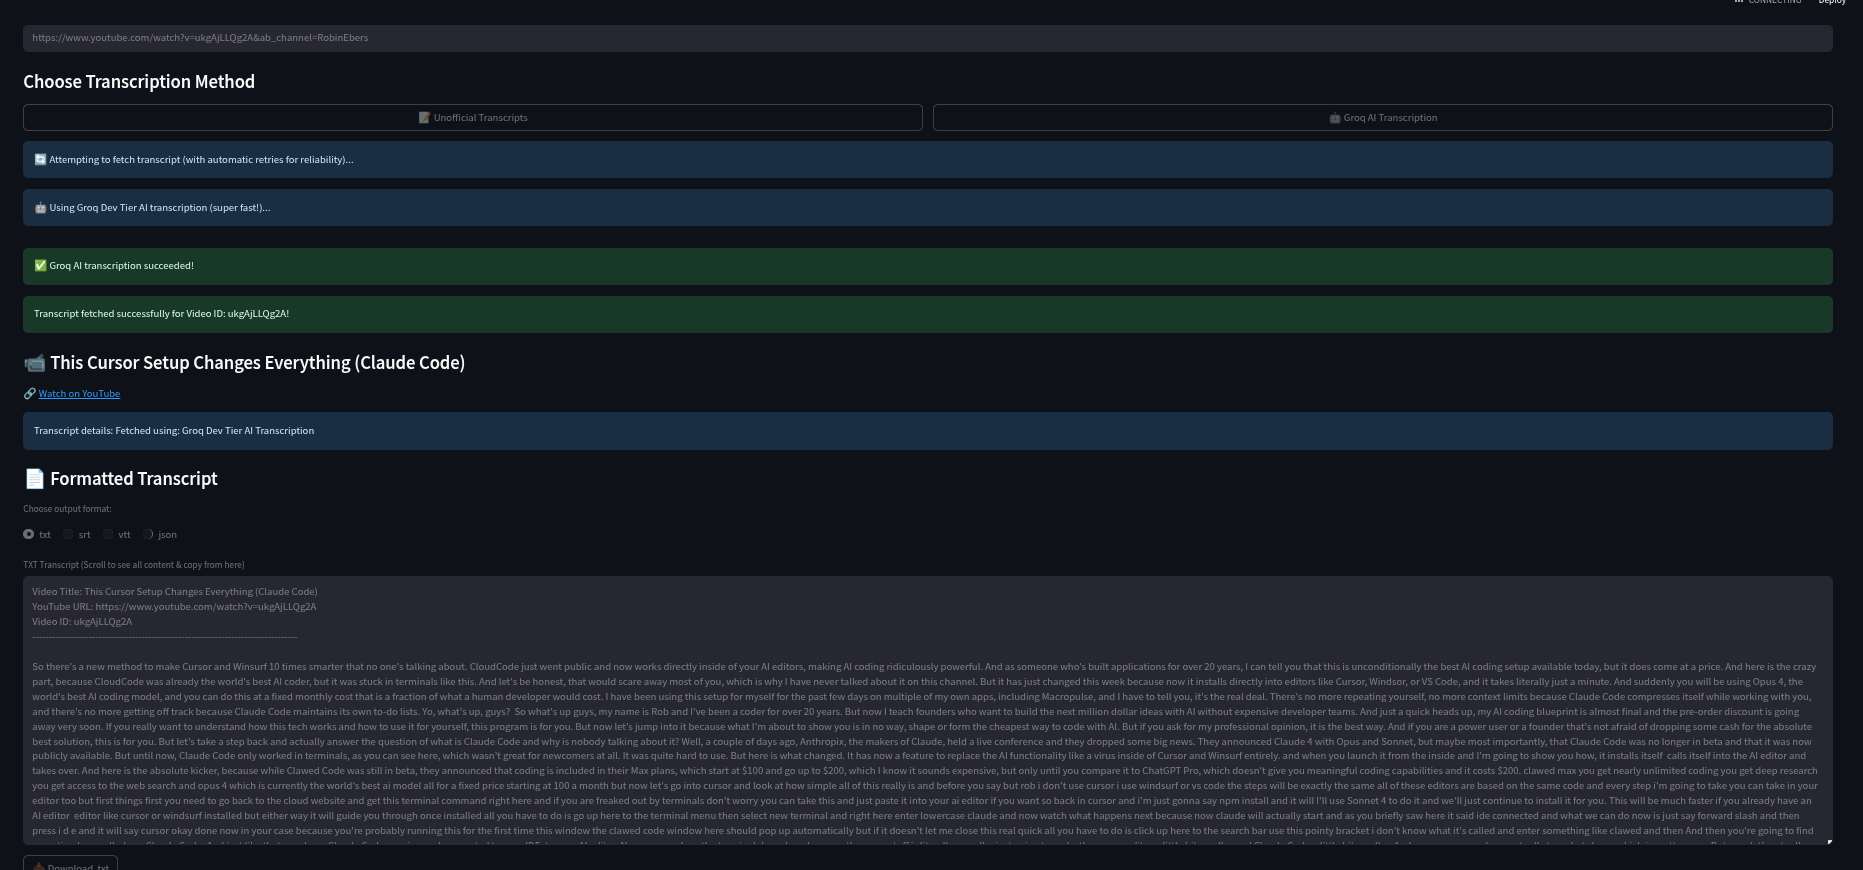 CONNECTING Deploy
https://www.youtube.com/watch?v=ukgAjLLQg2A&ab_channel=RobinEbers
Choose Transcription Method
📝 Unofficial Transcripts
🤖 Groq AI Transcription
🔄 Attempting to fetch transcript (with automatic retries for reliability)...
🤖 Using Groq Dev Tier AI transcription (super fast!)...
✅ Groq AI transcription succeeded!
Transcript fetched successfully for Video ID: ukgAjLLQg2A!
📹 This Cursor Setup Changes Everything (Claude Code)
🔗 Watch on YouTube
Transcript details: Fetched using: Groq Dev Tier AI Transcription
📄 Formatted Transcript
Choose output format:
txt srt vtt json
TXT Transcript (Scroll to see all content & copy from here)
Video Title: This Cursor Setup Changes Everything (Claude Code)
YouTube URL: https://www.youtube.com/watch?v=ukgAjLLQg2A
Video ID: ukgAjLLQg2A
--------------------------------------------------------------------------------
So there's a new method to make Cursor and Winsurf 10 times smarter that no one's talking about. CloudCode just went public and now works directly inside of your AI editors, making AI coding ridiculously powerful. And as someone who's built applications for over 20 years, I can tell you that this is unconditionally the best AI coding setup available today, but it does come at a price. And here is the crazy
part, because CloudCode was already the world's best AI coder, but it was stuck in terminals like this. And let's be honest, that would scare away most of you, which is why I have never talked about it on this channel. But it has just changed this week because now it installs directly into editors like Cursor, Windsor, or VS Code, and it takes literally just a minute. And suddenly you will be using Opus 4, the
world's best AI coding model, and you can do this at a fixed monthly cost that is a fraction of what a human developer would cost. I have been using this setup for myself for the past few days on multiple of my own apps, including Macropulse, and I have to tell you, it's the real deal. There's no more repeating yourself, no more context limits because Claude Code compresses itself while working with you,
and there's no more getting off track because Claude Code maintains its own to-do lists. Yo, what's up, guys?  So what's up guys, my name is Rob and I've been a coder for over 20 years. But now I teach founders who want to build the next million dollar ideas with AI without expensive developer teams. And just a quick heads up, my AI coding blueprint is almost final and the pre-order discount is going
away very soon. If you really want to understand how this tech works and how to use it for yourself, this program is for you. But now let's jump into it because what I'm about to show you is in no way, shape or form the cheapest way to code with AI. But if you ask for my professional opinion, it is the best way. And if you are a power user or a founder that's not afraid of dropping some cash for the absolute
best solution, this is for you. But let's take a step back and actually answer the question of what is Claude Code and why is nobody talking about it? Well, a couple of days ago, Anthropix, the makers of Claude, held a live conference and they dropped some big news. They announced Claude 4 with Opus and Sonnet, but maybe most importantly, that Claude Code was no longer in beta and that it was now
publicly available. But until now, Claude Code only worked in terminals, as you can see here, which wasn't great for newcomers at all. It was quite hard to use. But here is what changed. It has now a feature to replace the AI functionality like a virus inside of Cursor and Winsurf entirely. and when you launch it from the inside and I'm going to show you how, it installs itself  calls itself into the AI editor and
takes over. And here is the absolute kicker, because while Clawed Code was still in beta, they announced that coding is included in their Max plans, which start at $100 and go up to $200, which I know it sounds expensive, but only until you compare it to ChatGPT Pro, which doesn't give you meaningful coding capabilities and it costs $200. clawed max you get nearly unlimited coding you get deep research
you get access to the web search and opus 4 which is currently the world's best ai model all for a fixed price starting at 100 a month but now let's go into cursor and look at how simple all of this really is and before you say but rob i don't use cursor i use windsurf or vs code the steps will be exactly the same all of these editors are based on the same code and every step i'm going to take you can take in your
editor too but first things first you need to go back to the cloud website and get this terminal command right here and if you are freaked out by terminals don't worry you can take this and just paste it into your ai editor if you want so back in cursor and i'm just gonna say npm install and it will I'll use Sonnet 4 to do it and we'll just continue to install it for you. This will be much faster if you already have an
AI editor  editor like cursor or windsurf installed but either way it will guide you through once installed all you have to do is go up here to the terminal menu then select new terminal and right here enter lowercase claude and now watch what happens next because now claude will actually start and as you briefly saw here it said ide connected and what we can do now is just say forward slash and then
press i d e and it will say cursor okay done now in your case because you're probably running this for the first time this window the clawed code window here should pop up automatically but if it doesn't let me close this real quick all you have to do is click up here to the search bar use this pointy bracket i don't know what it's called and enter something like clawed and then And then you're going to find
Download .txt